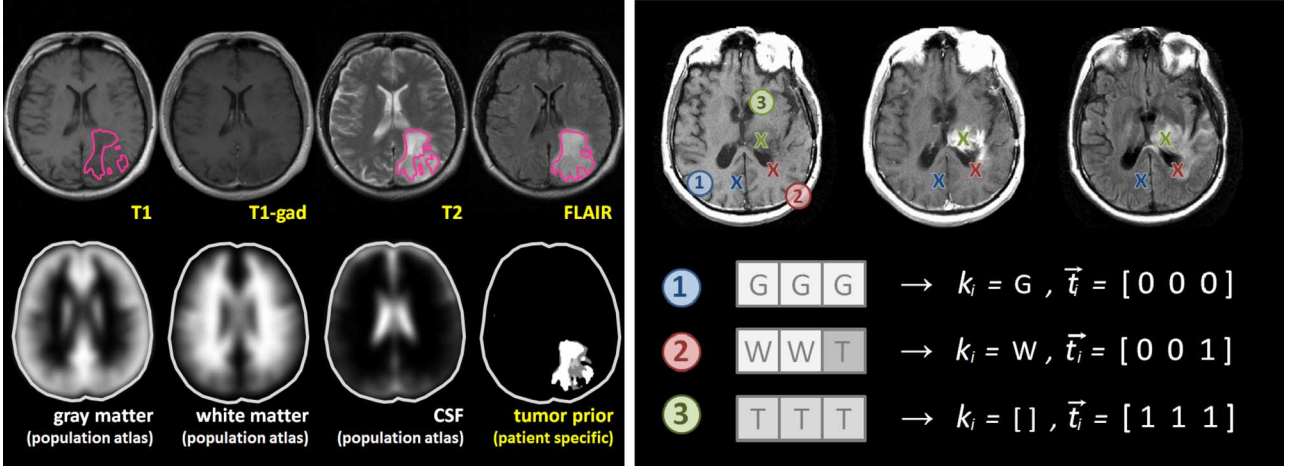 T1
T1-gad
T2
FLAIR
gray matter
(population atlas)
white matter
(population atlas)
CSF
(population atlas)
tumor prior
(patient specific)
3
X
X
X
1
2
X
X
X
X
X
X
1 G G G → kᵢ = G , t⃗ᵢ = [ 0 0 0 ]
2 W W T → kᵢ = W , t⃗ᵢ = [ 0 0 1 ]
3 T T T → kᵢ = [ ] , t⃗ᵢ = [ 1 1 1 ]